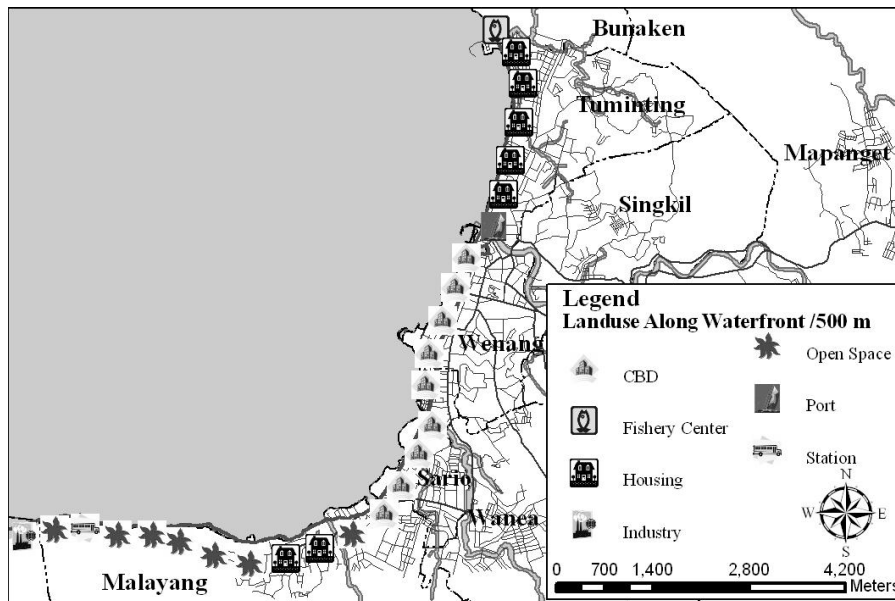 Bunaken
Tuminting
Mapanget
Singkil
Wenang
Sario
Wanea
Malayang
Legend
Landuse Along Waterfront /500 m
CBD
Fishery Center
Housing
Industry
Open Space
Port
Station
N
W E
S
0 700 1,400 2,800 4,200
Meters